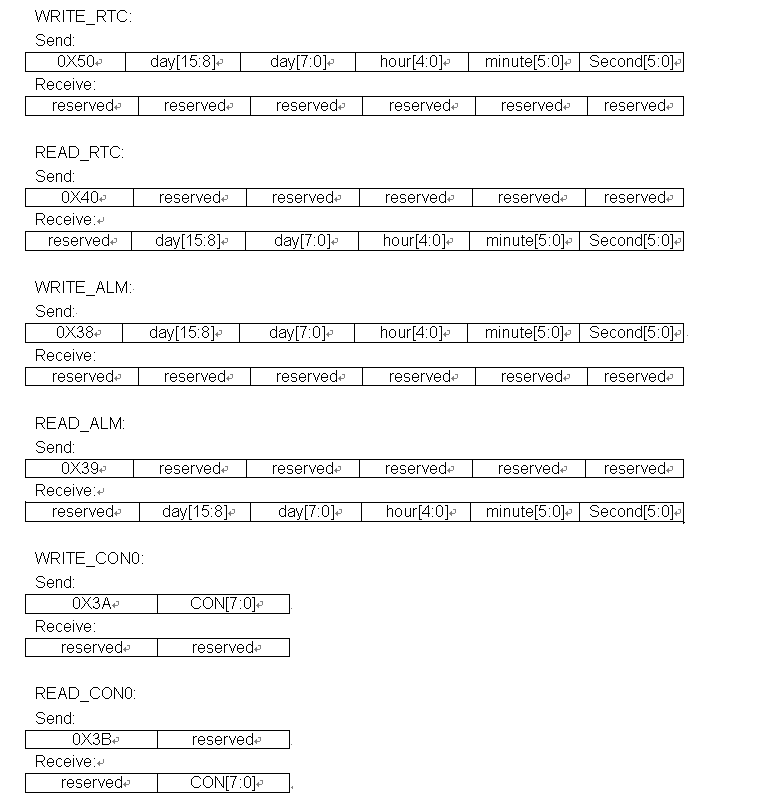 WRITE_RTC:
Send:
0X50 day[15:8] day[7:0] hour[4:0] minute[5:0] Second[5:0]
Receive:
reserved reserved reserved reserved reserved reserved
READ_RTC:
Send:
0X40 reserved reserved reserved reserved reserved
Receive:
reserved day[15:8] day[7:0] hour[4:0] minute[5:0] Second[5:0]
WRITE_ALM:
Send:
0X38 day[15:8] day[7:0] hour[4:0] minute[5:0] Second[5:0]
Receive:
reserved reserved reserved reserved reserved reserved
READ_ALM:
Send:
0X39 reserved reserved reserved reserved reserved
Receive:
reserved day[15:8] day[7:0] hour[4:0] minute[5:0] Second[5:0]
WRITE_CON0:
Send:
0X3A CON[7:0]
Receive:
reserved reserved
READ_CON0:
Send:
0X3B reserved
Receive:
reserved CON[7:0]